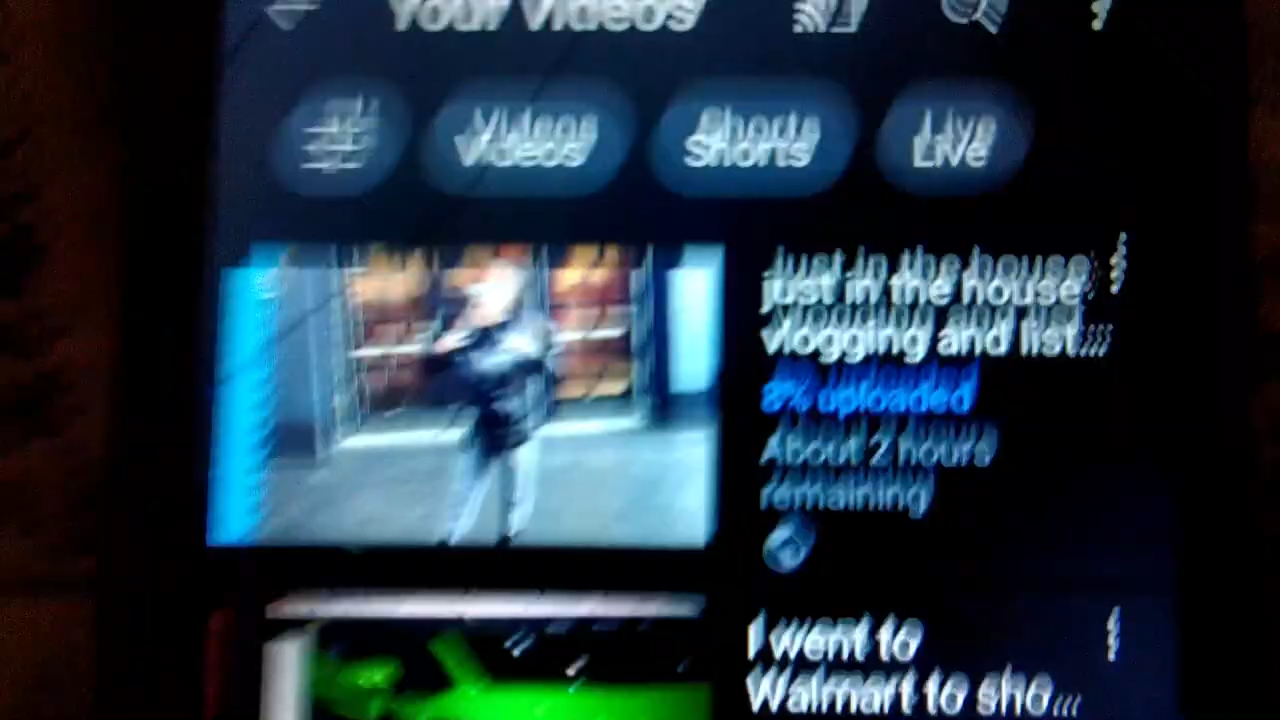 Your videos
Videos Shorts Live
just in the house
vlogging and list...
8% uploaded
About 2 hours
remaining
I went to
Walmart to sho...